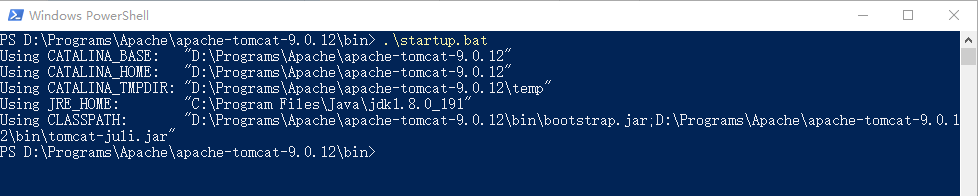 Windows PowerShell
PS D:\Programs\Apache\apache-tomcat-9.0.12\bin> .\startup.bat
Using CATALINA_BASE:   "D:\Programs\Apache\apache-tomcat-9.0.12"
Using CATALINA_HOME:   "D:\Programs\Apache\apache-tomcat-9.0.12"
Using CATALINA_TMPDIR: "D:\Programs\Apache\apache-tomcat-9.0.12\temp"
Using JRE_HOME:        "C:\Program Files\Java\jdk1.8.0_191"
Using CLASSPATH:       "D:\Programs\Apache\apache-tomcat-9.0.12\bin\bootstrap.jar;D:\Programs\Apache\apache-tomcat-9.0.1
2\bin\tomcat-juli.jar"
PS D:\Programs\Apache\apache-tomcat-9.0.12\bin>